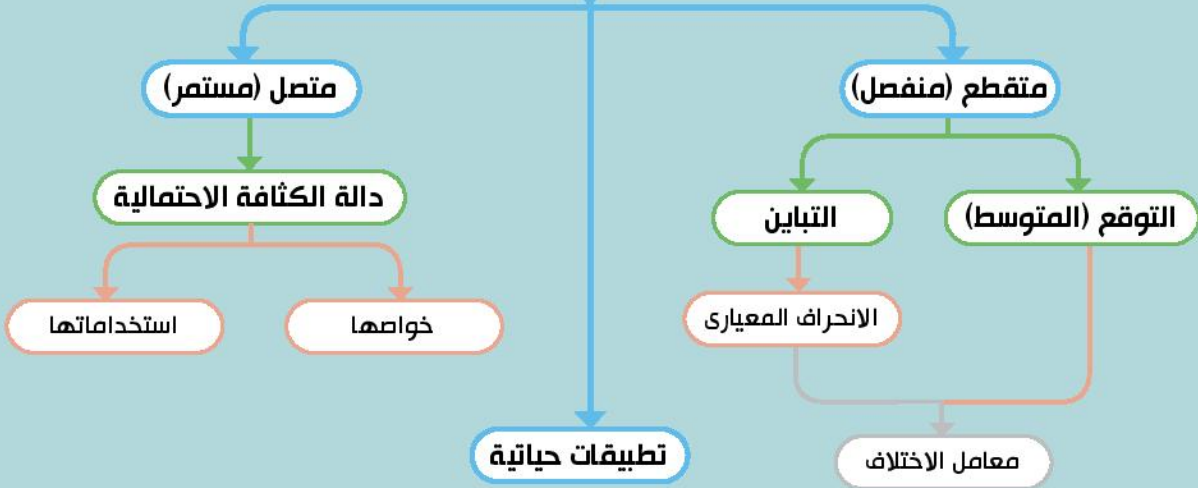 متقطع (منفصل)
متصل (مستمر)
التوقع (المتوسط)
التباين
دالة الكثافة الاحتمالية
الانحراف المعيارى
خواصها
استخداماتها
معامل الاختلاف
تطبيقات حياتية